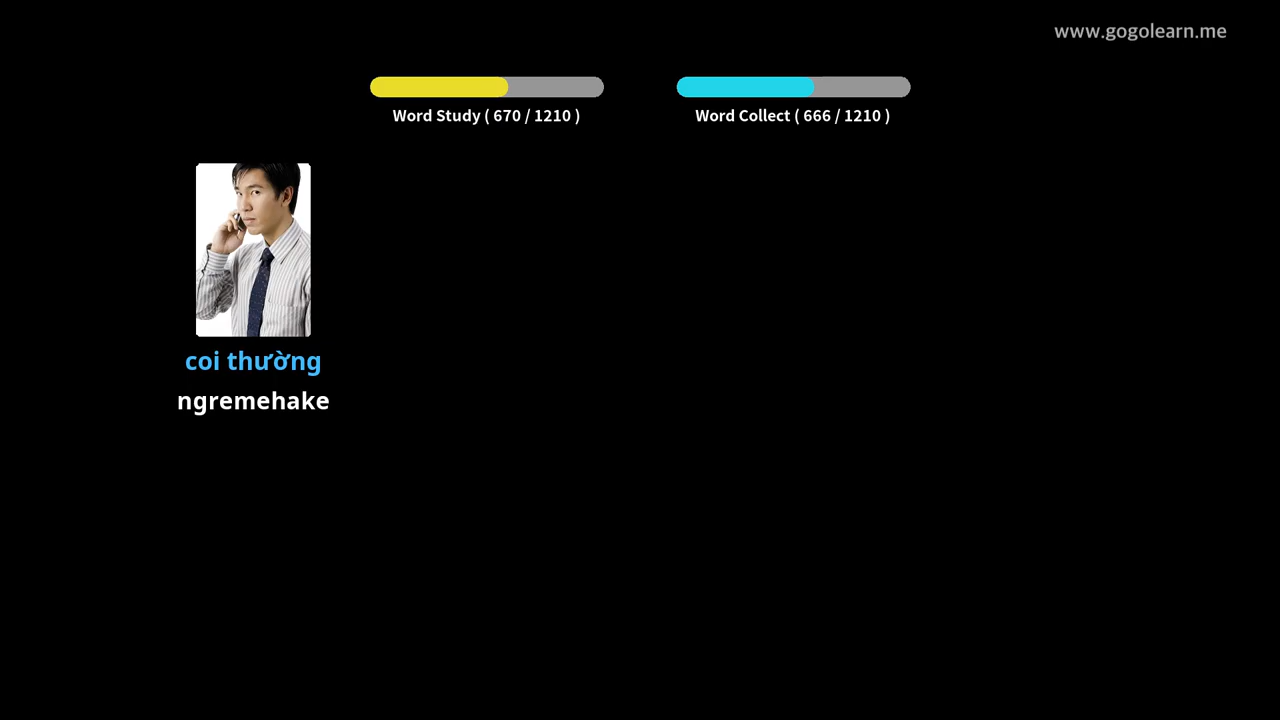 www.gogolearn.me
Word Study ( 670 / 1210 )
Word Collect ( 666 / 1210 )
coi thường
ngremehake